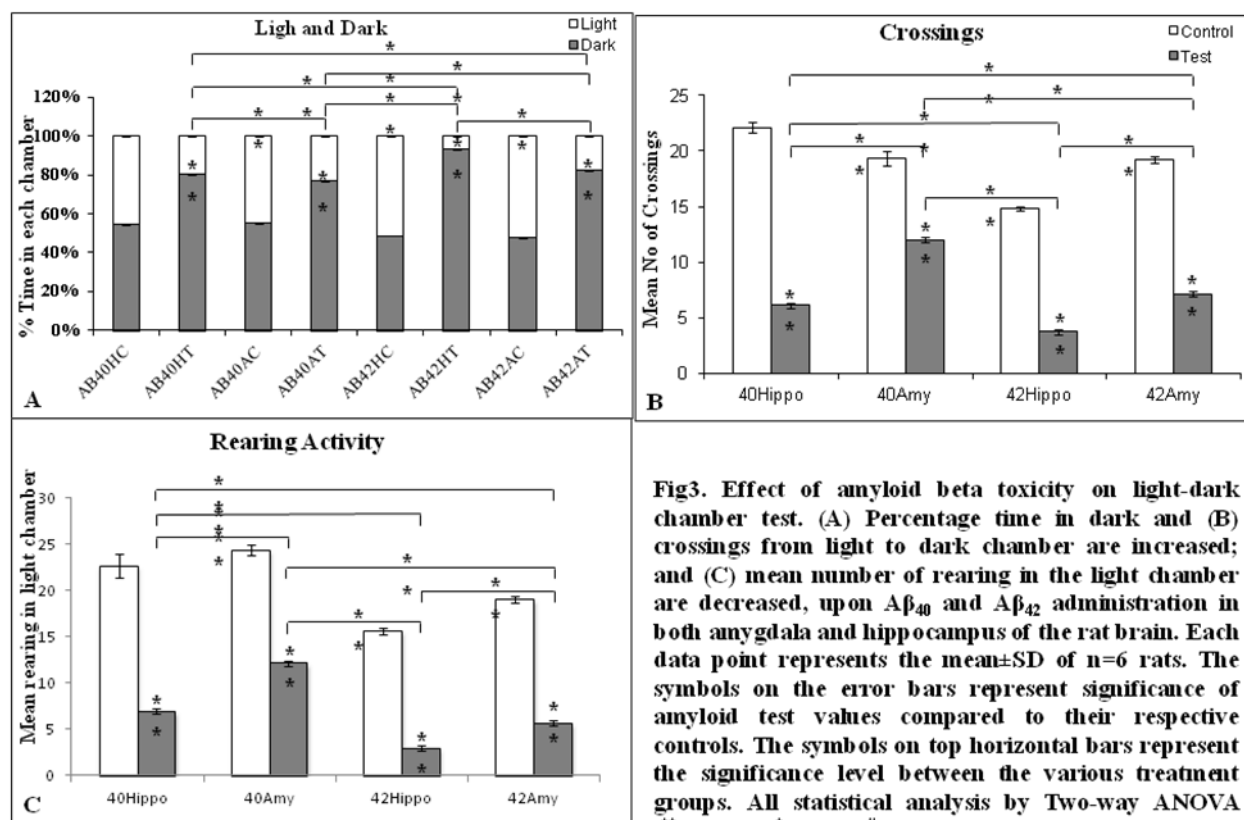 Ligh and Dark
Light
Dark
% Time in each chamber
120%
100%
80%
60%
40%
20%
0%
AB40HC
AB40HT
AB40AC
AB40AT
AB42HC
AB42HT
AB42AC
AB42AT
A
Crossings
Control
Test
Mean No of Crossings
25
20
15
10
5
0
40Hippo
40Amy
42Hippo
42Amy
B
Rearing Activity
Mean rearing in light chamber
30
25
20
15
10
5
0
40Hippo
40Amy
42Hippo
42Amy
C
Fig3. Effect of amyloid beta toxicity on light-dark
chamber test. (A) Percentage time in dark and (B)
crossings from light to dark chamber are increased;
and (C) mean number of rearing in the light chamber
are decreased, upon Aβ₄₀ and Aβ₄₂ administration in
both amygdala and hippocampus of the rat brain. Each
data point represents the mean±SD of n=6 rats. The
symbols on the error bars represent significance of
amyloid test values compared to their respective
controls. The symbols on top horizontal bars represent
the significance level between the various treatment
groups. All statistical analysis by Two-way ANOVA